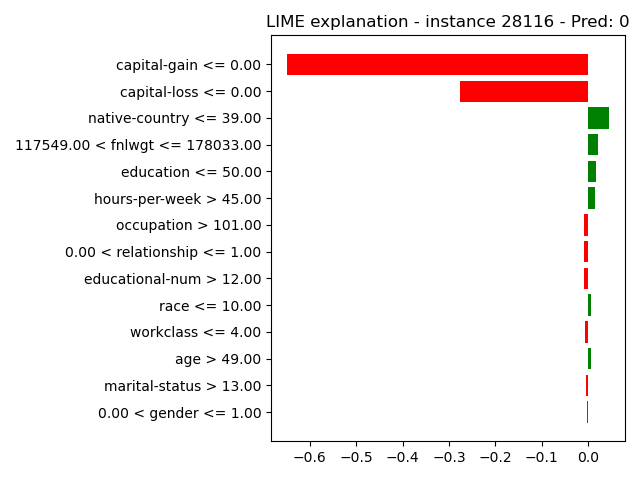 LIME explanation - instance 28116 - Pred: 0
capital-gain <= 0.00
capital-loss <= 0.00
native-country <= 39.00
117549.00 < fnlwgt <= 178033.00
education <= 50.00
hours-per-week > 45.00
occupation > 101.00
0.00 < relationship <= 1.00
educational-num > 12.00
race <= 10.00
workclass <= 4.00
age > 49.00
marital-status > 13.00
0.00 < gender <= 1.00
−0.6 −0.5 −0.4 −0.3 −0.2 −0.1 0.0